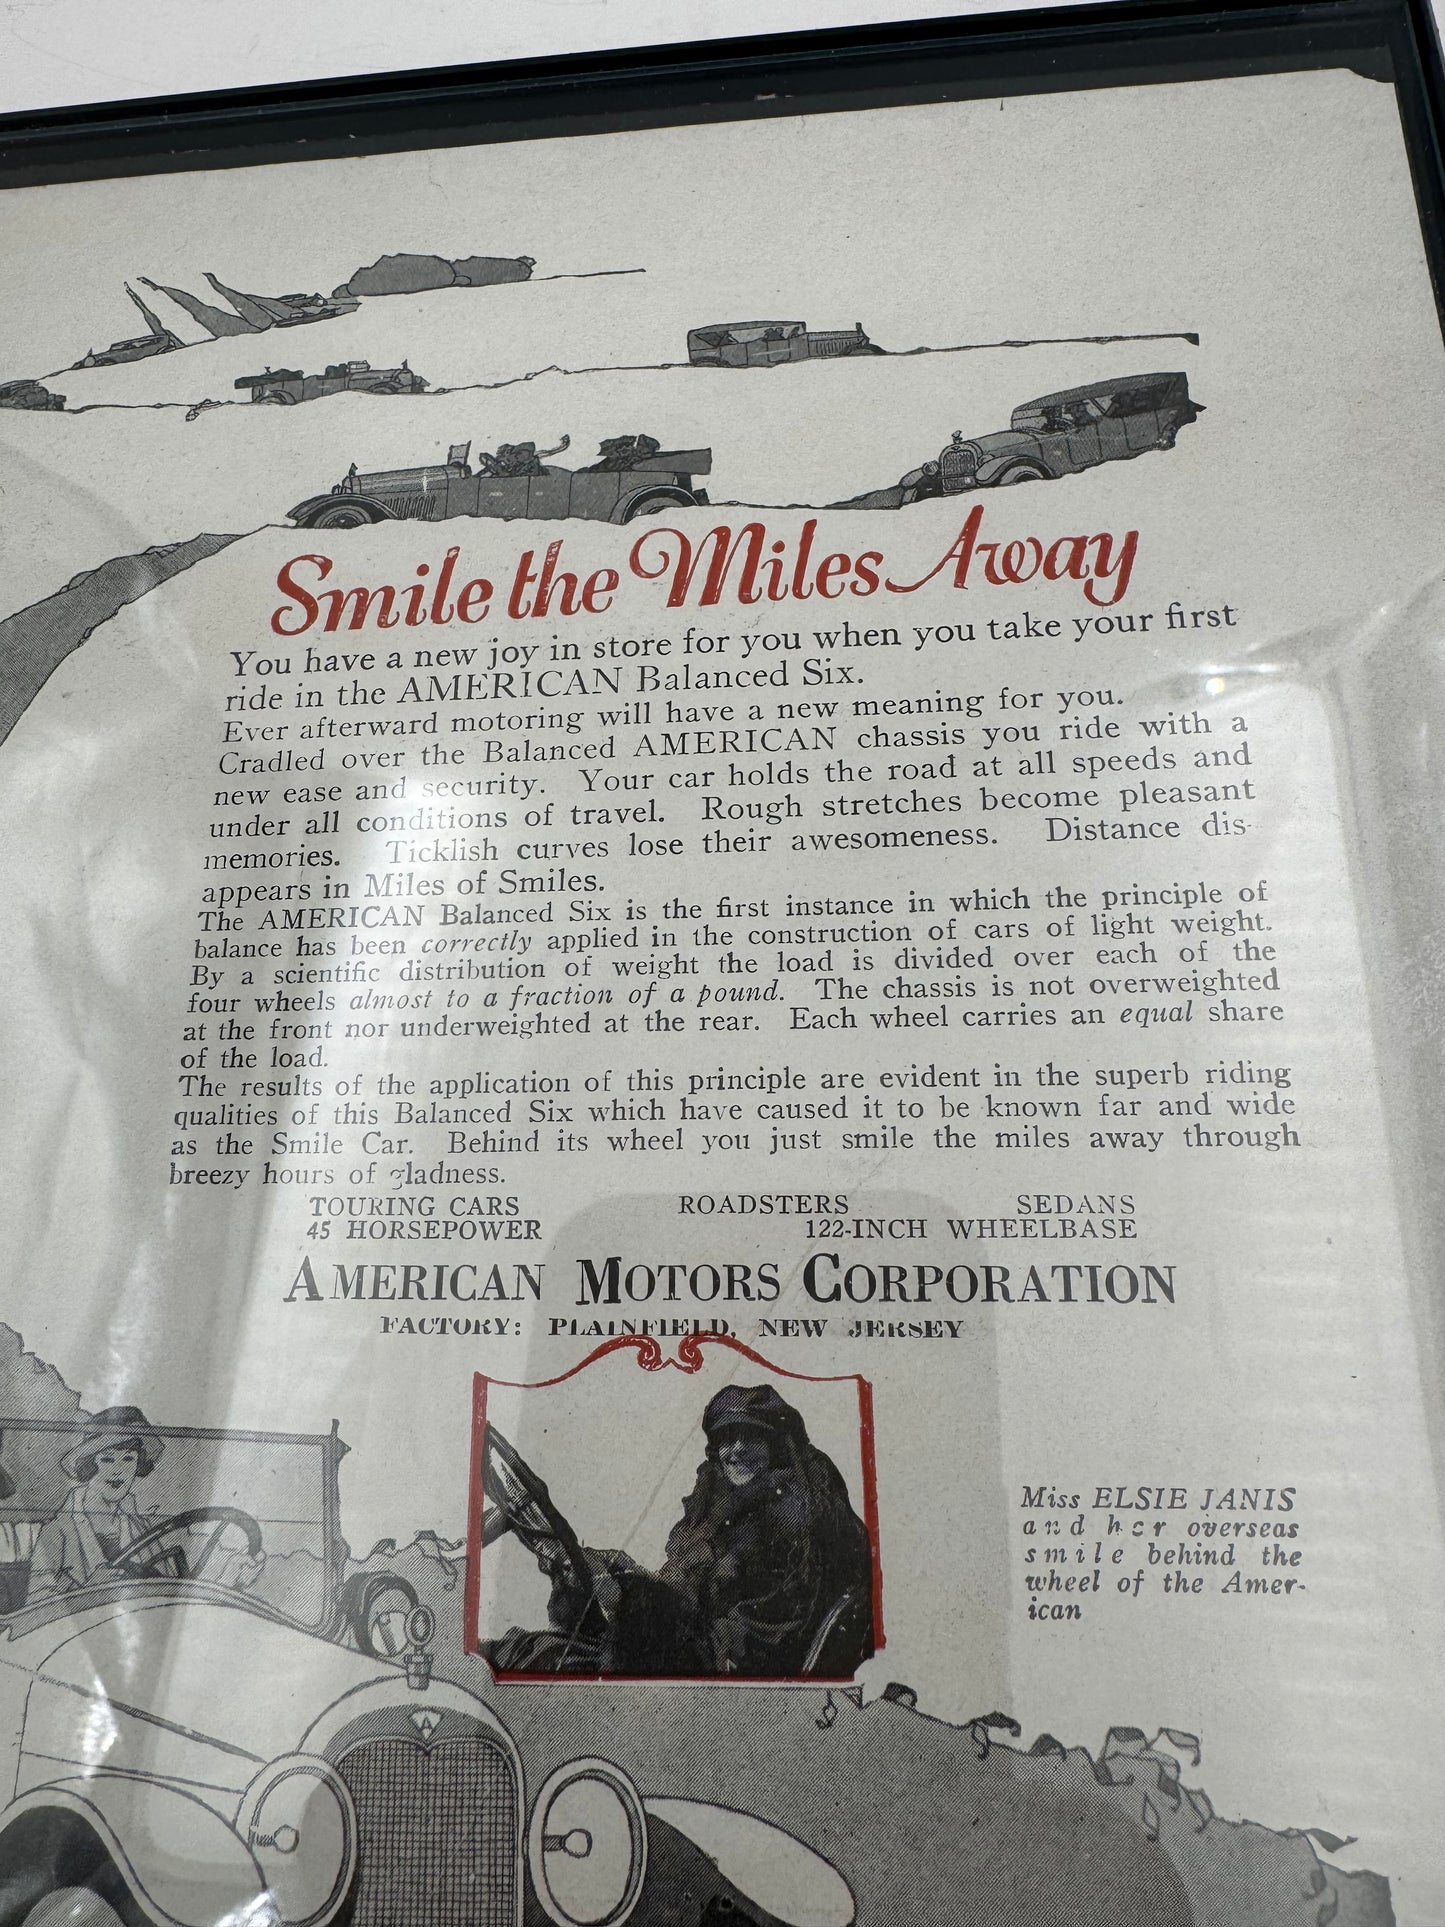 Smile the Miles Away
You have a new joy in store for you when you take your first
ride in the AMERICAN Balanced Six.
Ever afterward motoring will have a new meaning for you.
Cradled over the Balanced AMERICAN chassis you ride with a
new ease and security. Your car holds the road at all speeds and
under all conditions of travel. Rough stretches become pleasant
memories. Ticklish curves lose their awesomeness. Distance dis-
appears in Miles of Smiles.
The AMERICAN Balanced Six is the first instance in which the principle of
balance has been correctly applied in the construction of cars of light weight.
By a scientific distribution of weight the load is divided over each of the
four wheels almost to a fraction of a pound. The chassis is not overweighted
at the front nor underweighted at the rear. Each wheel carries an equal share
of the load.
The results of the application of this principle are evident in the superb riding
qualities of this Balanced Six which have caused it to be known far and wide
as the Smile Car. Behind its wheel you just smile the miles away through
breezy hours of gladness.
TOURING CARS ROADSTERS SEDANS
45 HORSEPOWER 122-INCH WHEELBASE
AMERICAN MOTORS CORPORATION
FACTORY: PLAINFIELD, NEW JERSEY
Miss ELSIE JANIS
and her overseas
smile behind the
wheel of the Amer-
ican
A